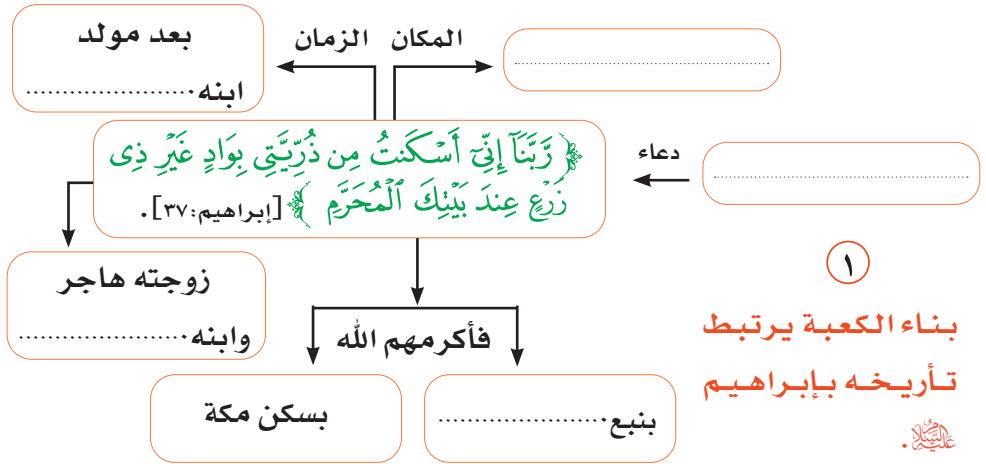 بعد مولد
ابنه......................
الزمان
المكان
......................
دعاء
......................
﴿ رَّبَّنَآ إِنِّيٓ أَسۡكَنتُ مِن ذُرِّيَّتِي بِوَادٍ غَيۡرِ ذِي
زَرۡعٍ عِندَ بَيۡتِكَ ٱلۡمُحَرَّمِ ﴾ [إبراهيم:٣٧].
زوجته هاجر
وابنه......................
فأكرمهم الله
بسكن مكة
بنبع......................
١
بناء الكعبة يرتبط
تأريخه بإبراهيم
عليه السلام.